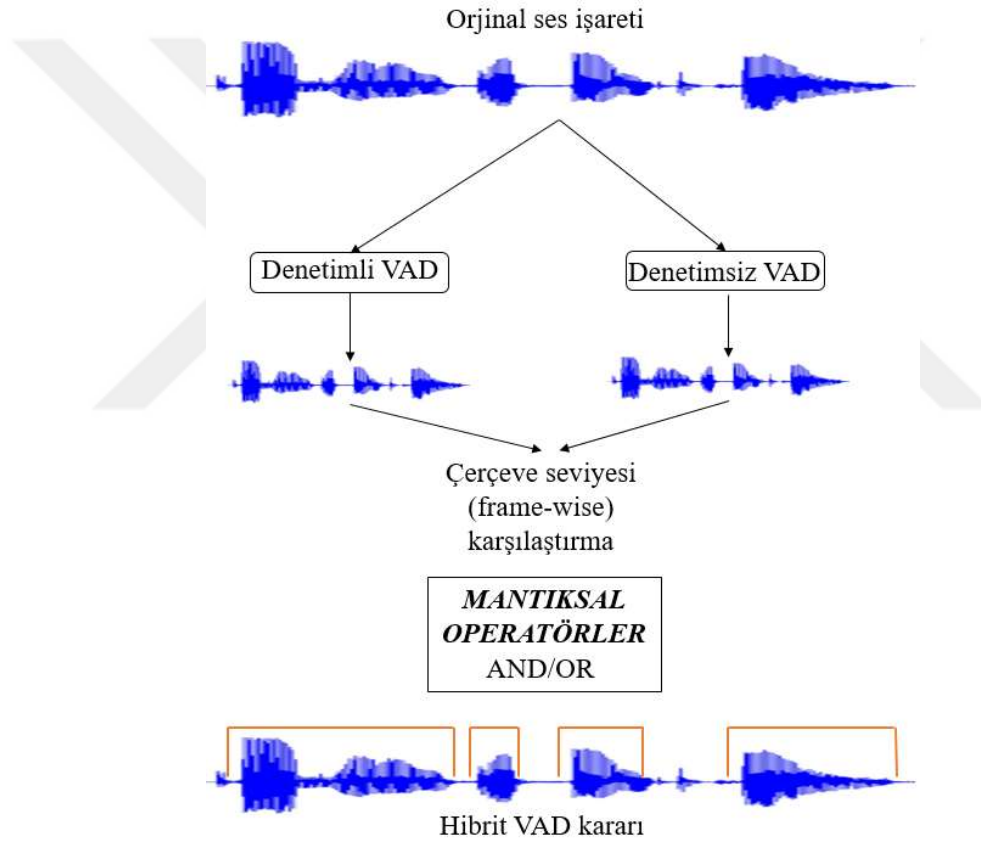 Orjinal ses işareti
Denetimli VAD
Denetimsiz VAD
Çerçeve seviyesi
(frame-wise)
karşılaştırma
MANTIKSAL
OPERATÖRLER
AND/OR
Hibrit VAD kararı